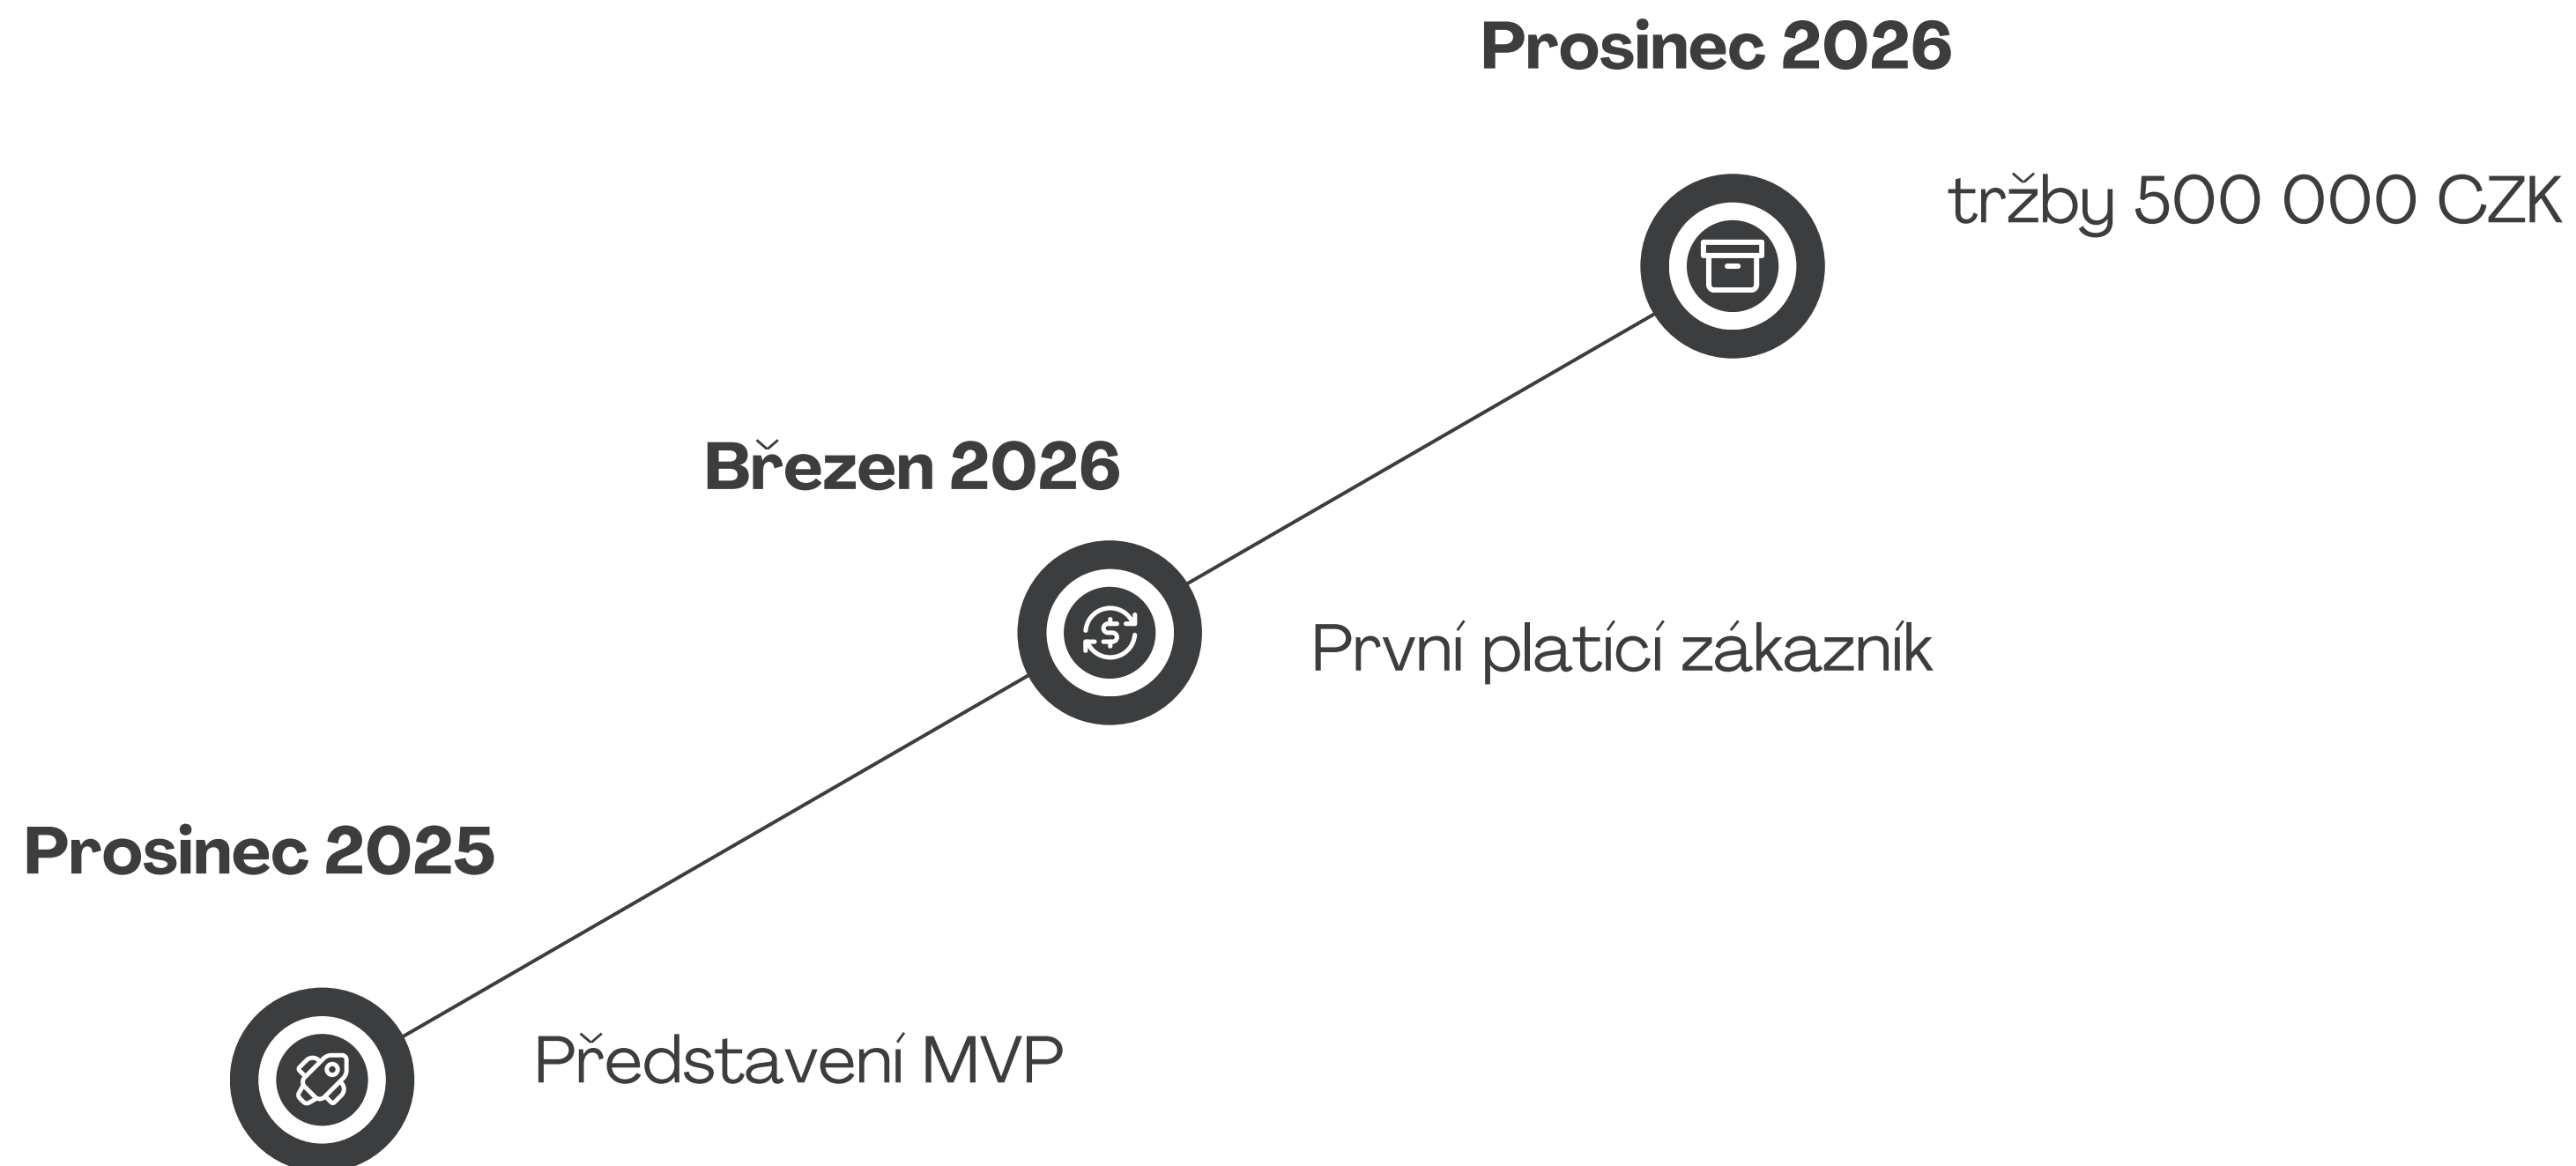 Prosinec 2026
tržby 500 000 CZK
Březen 2026
První platící zákazník
Prosinec 2025
Představení MVP